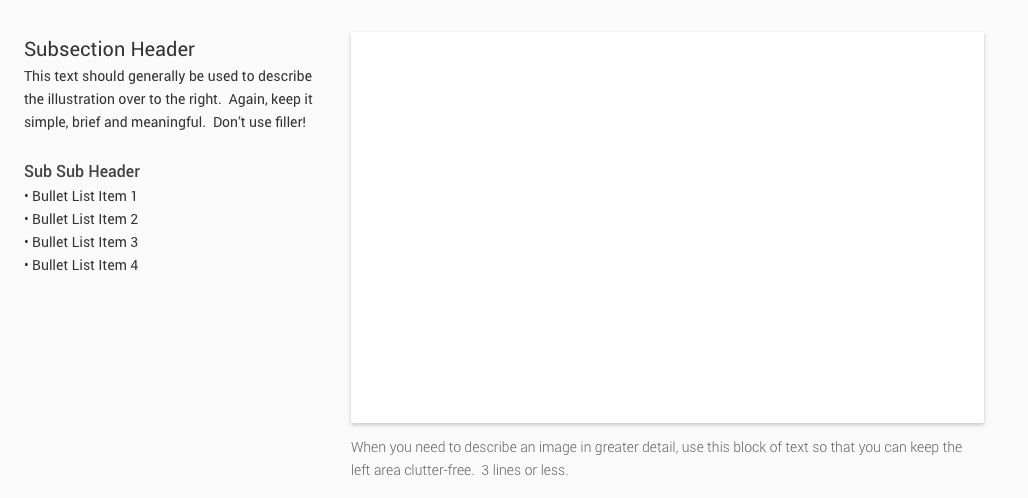 Subsection Header
This text should generally be used to describe
the illustration over to the right.  Again, keep it
simple, brief and meaningful.  Don’t use filler!
Sub Sub Header
• Bullet List Item 1
• Bullet List Item 2
• Bullet List Item 3
• Bullet List Item 4
When you need to describe an image in greater detail, use this block of text so that you can keep the
left area clutter-free.  3 lines or less.